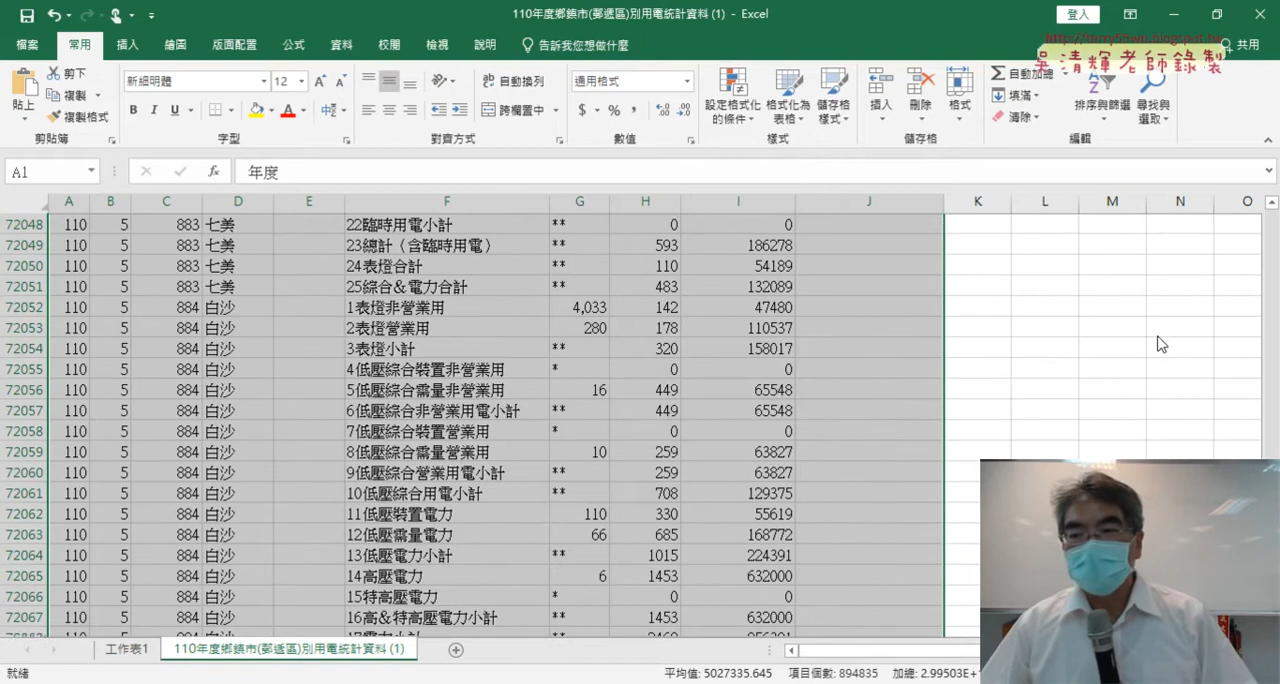 110年度鄉鎮市(郵遞區)別用電統計資料 (1) - Excel
登入
http://terry55wu.blogspot.tw
吳清輝老師錄製
檔案 常用 插入 繪圖 版面配置 公式 資料 校閱 檢視 說明 告訴我您想做什麼 共用
剪下
複製
複製格式
貼上
剪貼簿
新細明體 12
B I U
字型
自動換列
跨欄置中
對齊方式
通用格式
$ % ,
數值
設定格式化的條件
格式化為表格
儲存格樣式
樣式
插入 刪除 格式
儲存格
自動加總
填滿
清除
排序與篩選
尋找與選取
編輯
A1 fx 年度
A B C D E F G H I J K L M N O
72048 110 5 883 七美 22臨時用電小計 ** 0 0
72049 110 5 883 七美 23總計（含臨時用電） ** 593 186278
72050 110 5 883 七美 24表燈合計 ** 110 54189
72051 110 5 883 七美 25綜合＆電力合計 ** 483 132089
72052 110 5 884 白沙 1表燈非營業用 4,033 142 47480
72053 110 5 884 白沙 2表燈營業用 280 178 110537
72054 110 5 884 白沙 3表燈小計 ** 320 158017
72055 110 5 884 白沙 4低壓綜合裝置非營業用 * 0 0
72056 110 5 884 白沙 5低壓綜合需量非營業用 16 449 65548
72057 110 5 884 白沙 6低壓綜合非營業用電小計 ** 449 65548
72058 110 5 884 白沙 7低壓綜合裝置營業用 * 0 0
72059 110 5 884 白沙 8低壓綜合需量營業用 10 259 63827
72060 110 5 884 白沙 9低壓綜合營業用電小計 ** 259 63827
72061 110 5 884 白沙 10低壓綜合用電小計 ** 708 129375
72062 110 5 884 白沙 11低壓裝置電力 110 330 55619
72063 110 5 884 白沙 12低壓需量電力 66 685 168772
72064 110 5 884 白沙 13低壓電力小計 ** 1015 224391
72065 110 5 884 白沙 14高壓電力 6 1453 632000
72066 110 5 884 白沙 15特高壓電力 * 0 0
72067 110 5 884 白沙 16高＆特高壓電力小計 ** 1453 632000
工作表1 110年度鄉鎮市(郵遞區)別用電統計資料 (1)
就緒 平均值: 5027335.645 項目個數: 894835 加總: 2.99503E+